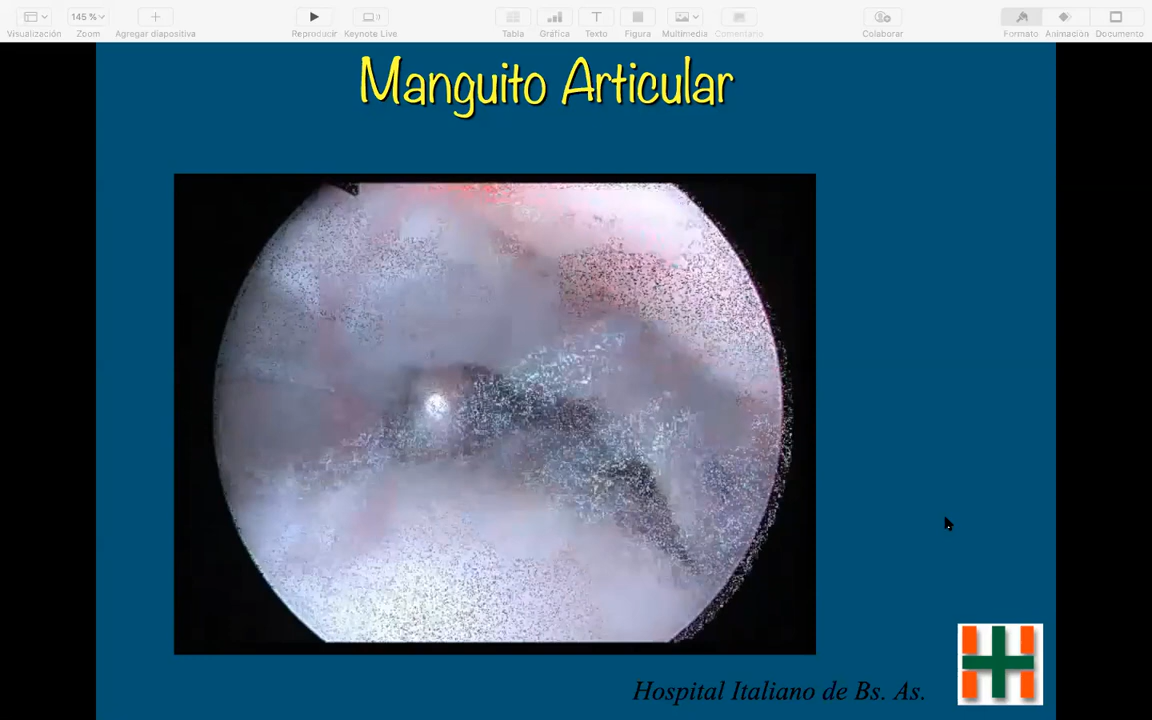 145 %
Visualización
Zoom
Agregar diapositiva
Reproducir
Keynote Live
Tabla
Gráfica
Texto
Figura
Multimedia
Comentario
Colaborar
Formato
Animación
Documento
Manguito Articular
Hospital Italiano de Bs. As.